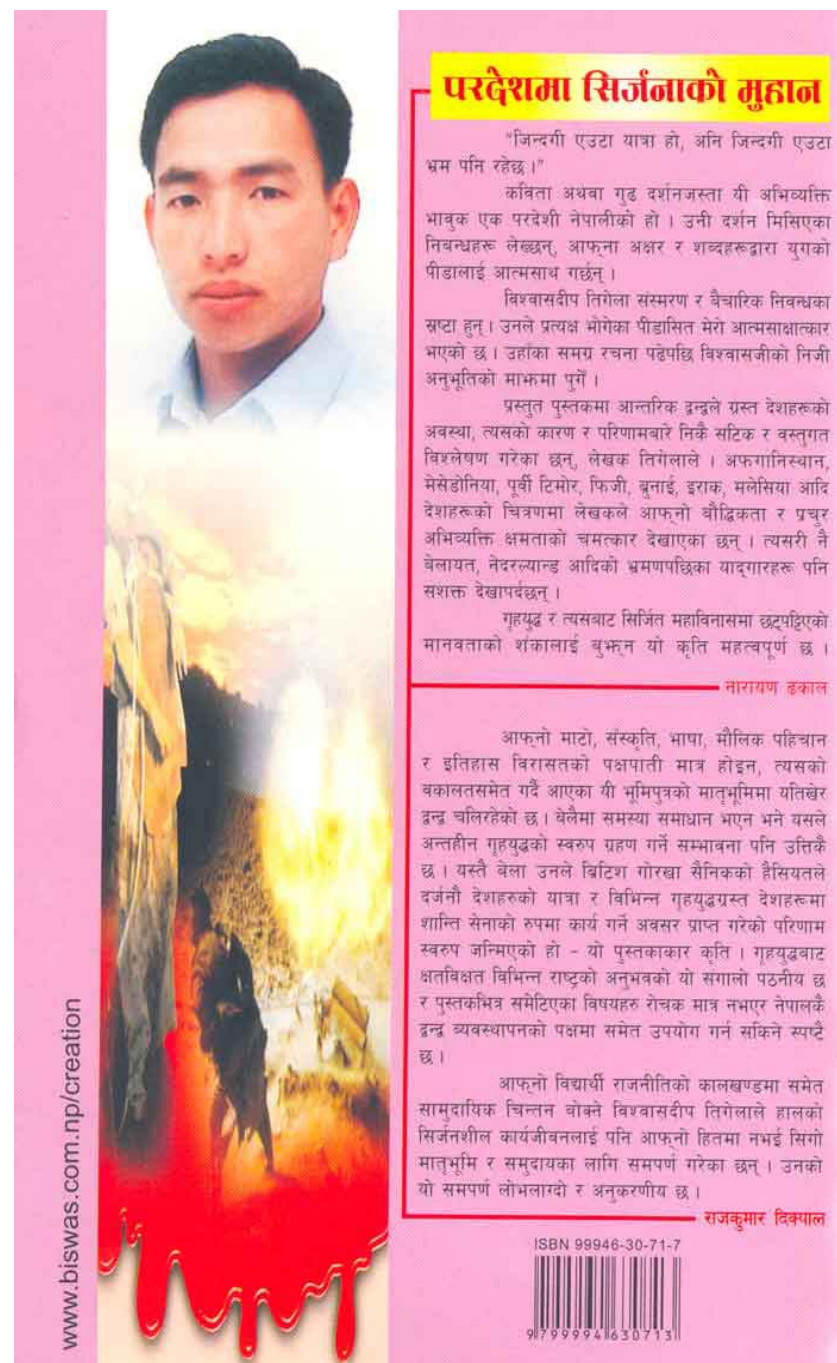 परदेशमा सिर्जनाको मुहान
"जिन्दगी एउटा यात्रा हो, अनि जिन्दगी एउटा
भ्रम पनि रहेछ ।"
कविता अथवा गुढ दर्शनजस्ता यी अभिव्यक्ति
भावुक एक परदेशी नेपालीको हो । उनी दर्शन मिसिएका
निबन्धहरू लेख्छन्, आफ्ना अक्षर र शब्दहरूद्वारा युगको
पीडालाई आत्मसाथ गर्छन् ।
विश्वासदीप तिगेला संस्मरण र बैचारिक निवन्धका
स्रष्टा हुन् । उनले प्रत्यक्ष भोगेका पीडासित मेरो आत्मसाक्षात्कार
भएको छ । उहाँका समग्र रचना पढेपछि विश्वासजीको निजी
अनुभूतिको माझमा पुगेँ ।
प्रस्तुत पुस्तकमा आन्तरिक द्वन्द्वले ग्रस्त देशहरूको
अवस्था, त्यसको कारण र परिणामबारे निकै सटिक र वस्तुगत
विश्लेषण गरेका छन्, लेखक तिगेलाले । अफगानिस्थान,
मेसेडोनिया, पूर्वी टिमोर, फिजी, ब्रुनाई, इराक, मलेसिया आदि
देशहरूको चित्रणमा लेखकले आफ्नो बौद्धिकता र प्रचुर
अभिव्यक्ति क्षमताको चमत्कार देखाएका छन् । त्यसरी नै
बेलायत, नेदरल्यान्ड आदिको भ्रमणपछिका याद्गारहरू पनि
सशक्त देखापर्दछन् ।
गृहयुद्ध र त्यसबाट सिर्जित महाविनासमा छट्पट्टिएको
मानवताको शंकालाई बुझ्न यो कृति महत्वपूर्ण छ ।
नारायण ढकाल
आफ्नो माटो, संस्कृति, भाषा, मौलिक पहिचान
र इतिहास विरासतको पक्षपाती मात्र होइन, त्यसको
वकालतसमेत गर्दै आएका यी भूमिपुत्रको मातृभूमिमा यतिखेर
द्वन्द्व चलिरहेको छ । बेलैमा समस्या समाधान भएन भने यसले
अन्तहीन गृहयुद्धको स्वरुप ग्रहण गर्ने सम्भावना पनि उत्तिकै
छ । यस्तै बेला उनले ब्रिटिश गोरखा सैनिकको हैसियतले
दर्जनौ देशहरुको यात्रा र विभिन्न गृहयुद्धग्रस्त देशहरूमा
शान्ति सेनाको रुपमा कार्य गर्ने अवसर प्राप्त गरेको परिणाम
स्वरुप जन्मिएको हो - यो पुस्तकाकार कृति । गृहयुद्धबाट
क्षतबिक्षत विभिन्न राष्ट्रको अनुभवको यो संगालो पठनीय छ
र पुस्तकभित्र समेटिएका विषयहरु रोचक मात्र नभएर नेपालकै
द्वन्द्व व्यवस्थापनको पक्षमा समेत उपयोग गर्न सकिने स्पष्टै
छ ।
आफ्नो विद्यार्थी राजनीतिको कालखण्डमा समेत
सामुदायिक चिन्तन बोक्ने विश्वासदीप तिगेलाले हालको
सिर्जनशील कार्यजीवनलाई पनि आफ्नो हितमा नभई सिगो
मातृभूमि र समुदायका लागि समपर्ण गरेका छन् । उनको
यो समपर्ण लोभलाग्दो र अनुकरणीय छ ।
राजकुमार दिक्पाल
ISBN 99946-30-71-7
9 799994 630713
www.biswas.com.np/creation